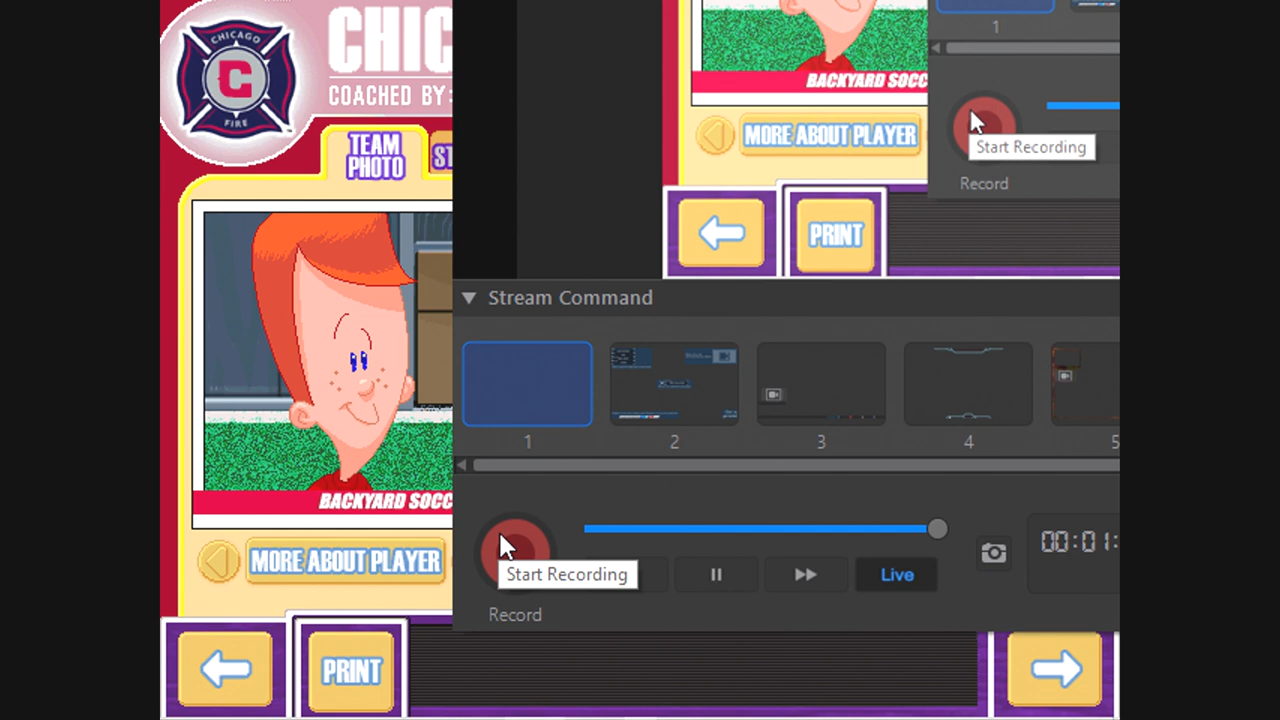 CHICAGO
C
FIRE
CHIC
COACHED BY:
TEAM
PHOTO
ST
BACKYARD SOCC
MORE ABOUT PLAYER
PRINT
1
BACKYARD SOCC
MORE ABOUT PLAYER
Start Recording
Record
PRINT
Stream Command
1
2
3
4
5
Start Recording
Live
00:01:
Record